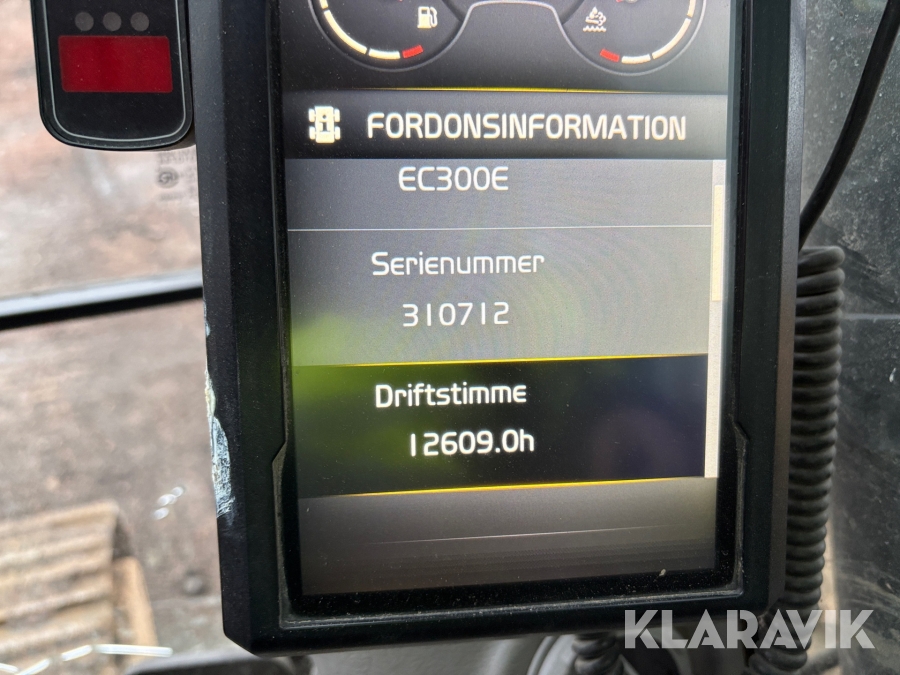 FORDONSINFORMATION
EC300E
Serienummer
310712
Driftstimme
12609.0h
KLARAVIK